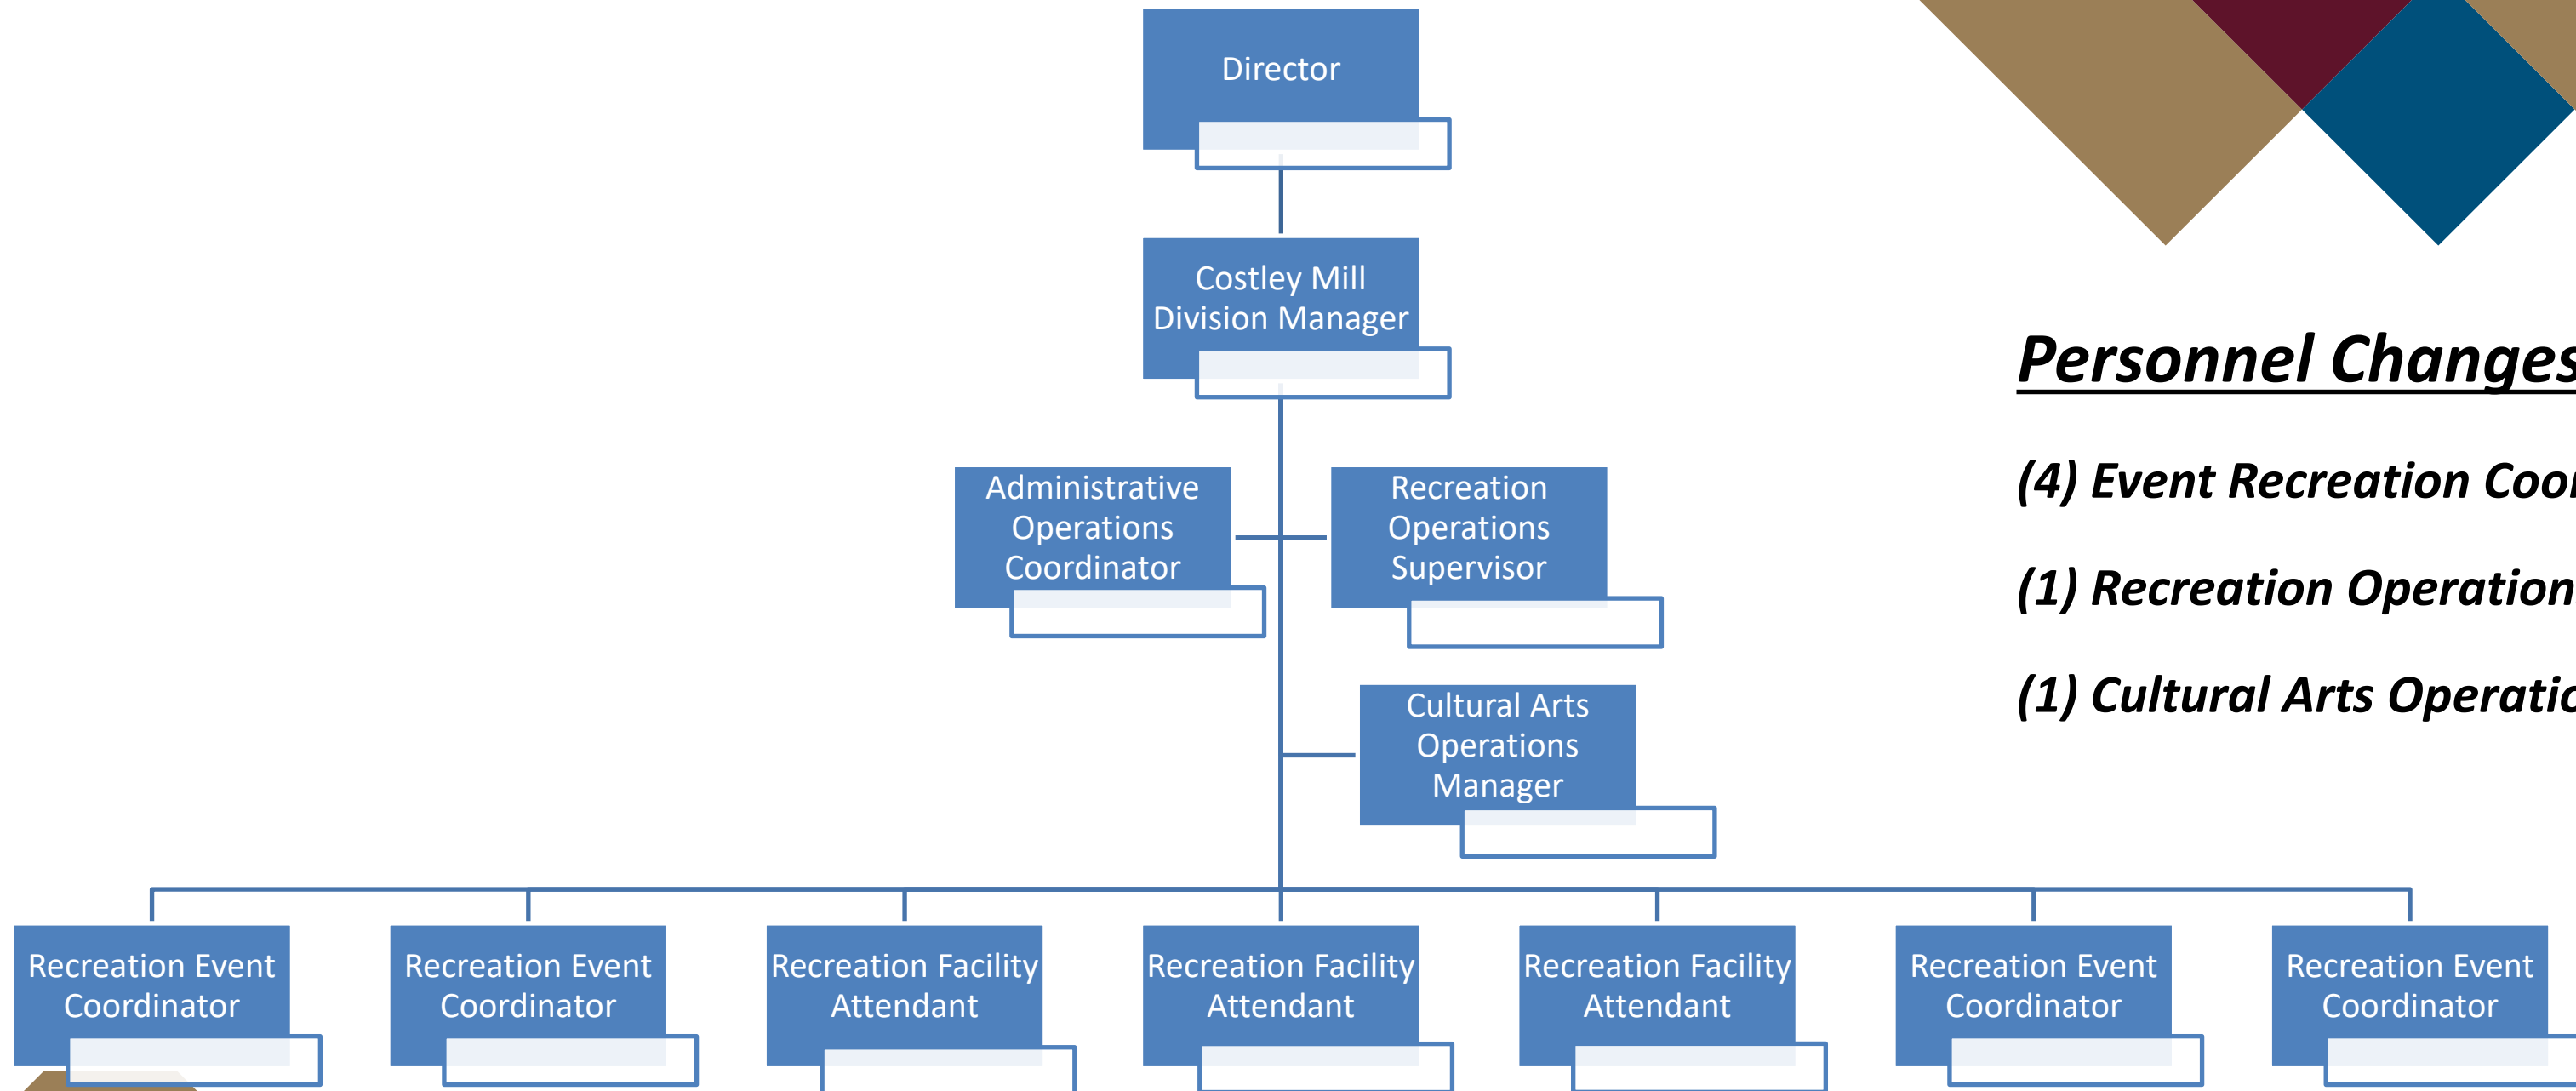 Director
Costley Mill
Division Manager
Administrative
Operations
Coordinator
Recreation
Operations
Supervisor
Cultural Arts
Operations
Manager
Recreation Event
Coordinator
Recreation Event
Coordinator
Recreation Facility
Attendant
Recreation Facility
Attendant
Recreation Facility
Attendant
Recreation Event
Coordinator
Recreation Event
Coordinator
Personnel Changes
(4) Event Recreation
(1) Recreation Operation
(1) Cultural Arts